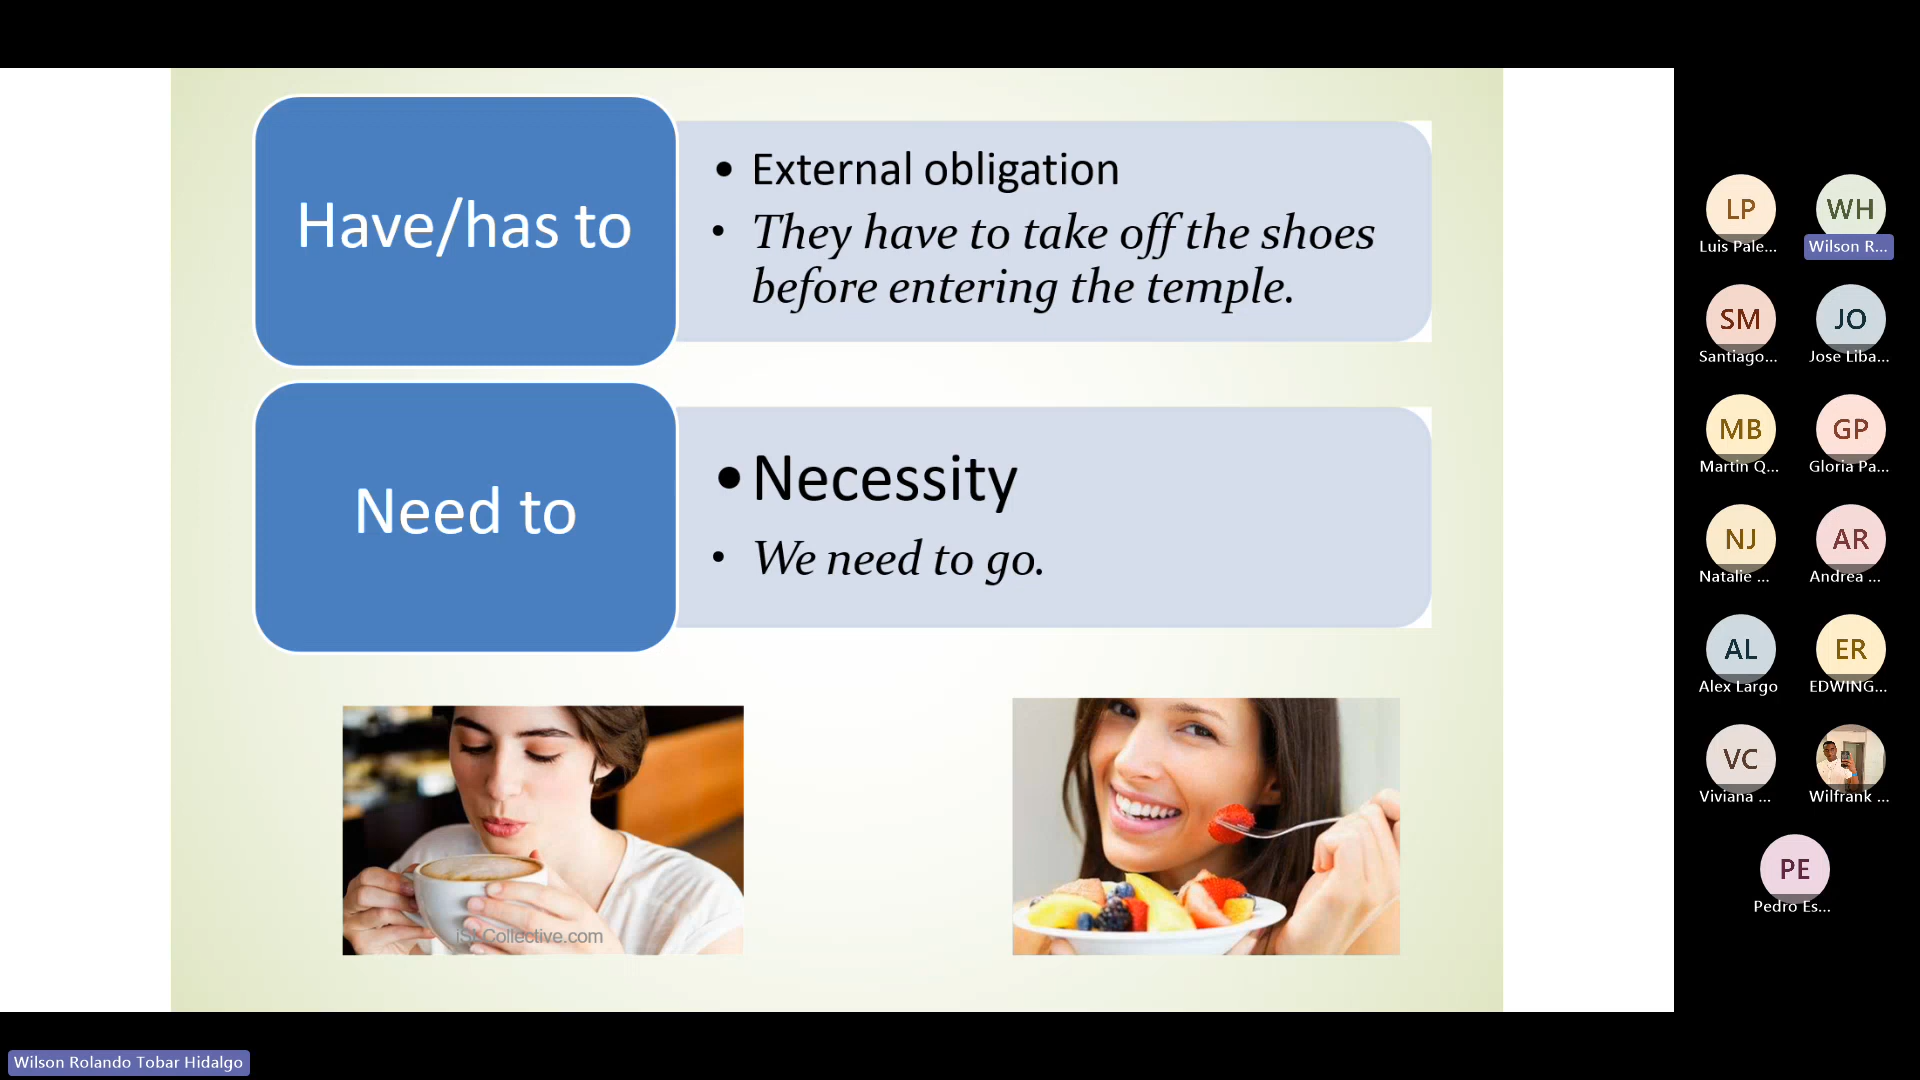 Have/has to
• External obligation
• They have to take off the shoes
before entering the temple.
Need to
• Necessity
• We need to go.
iSLCollective.com
LP
Luis Pale...
WH
Wilson R...
SM
Santiago...
JO
Jose Liba...
MB
Martin Q...
GP
Gloria Pa...
NJ
Natalie ...
AR
Andrea ...
AL
Alex Largo
ER
EDWING...
VC
Viviana ...
Wilfrank ...
PE
Pedro Es...
Wilson Rolando Tobar Hidalgo